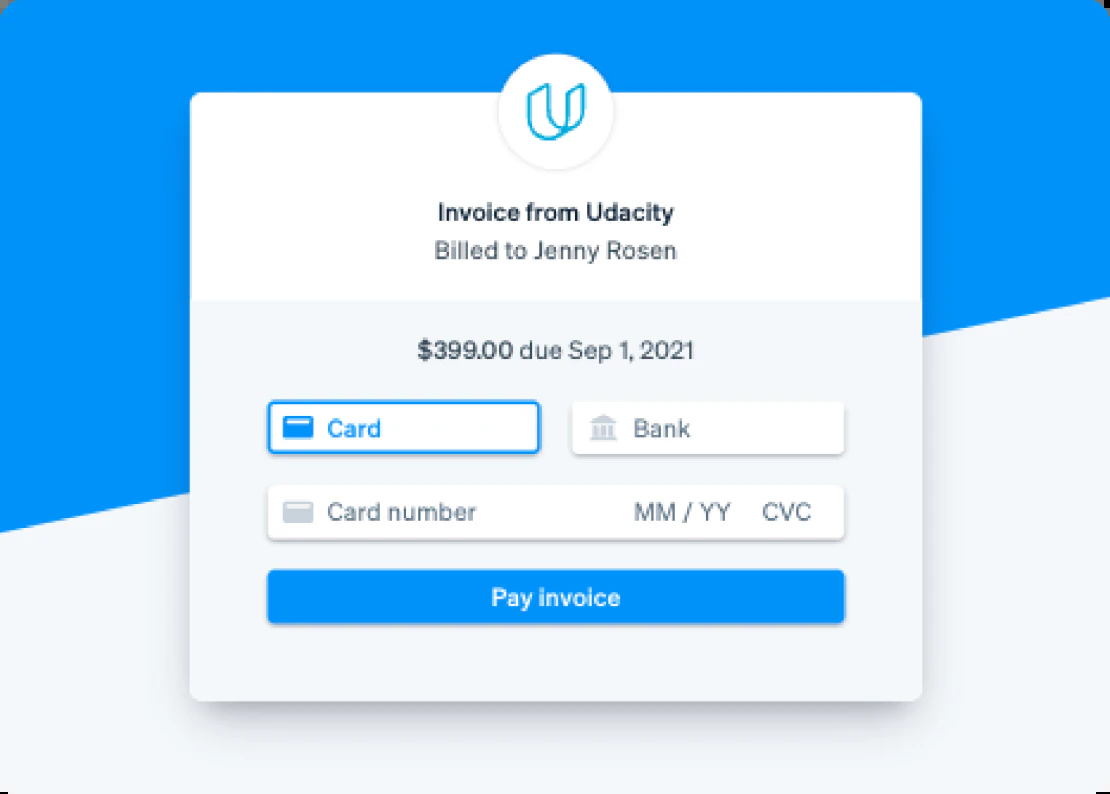 Invoice from Udacity
Billed to Jenny Rosen
$399.00 due Sep 1, 2021
Card
Bank
Card number MM / YY CVC
Pay invoice